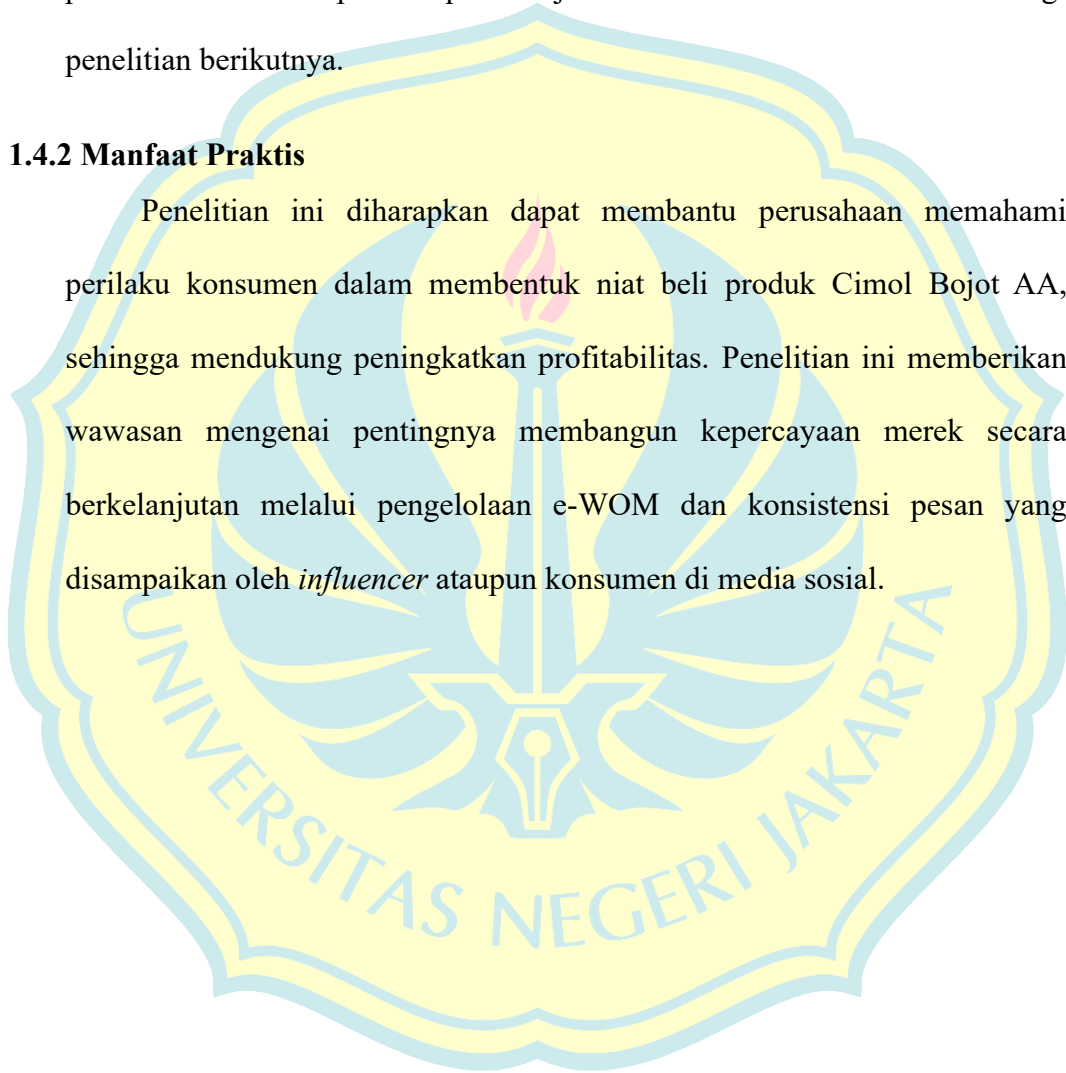 penelitian berikutnya.
1.4.2 Manfaat Praktis
Penelitian ini diharapkan dapat membantu perusahaan memahami
perilaku konsumen dalam membentuk niat beli produk Cimol Bojot AA,
sehingga mendukung peningkatkan profitabilitas. Penelitian ini memberikan
wawasan mengenai pentingnya membangun kepercayaan merek secara
berkelanjutan melalui pengelolaan e-WOM dan konsistensi pesan yang
disampaikan oleh influencer ataupun konsumen di media sosial.
UNIVERSITAS NEGERI JAKARTA